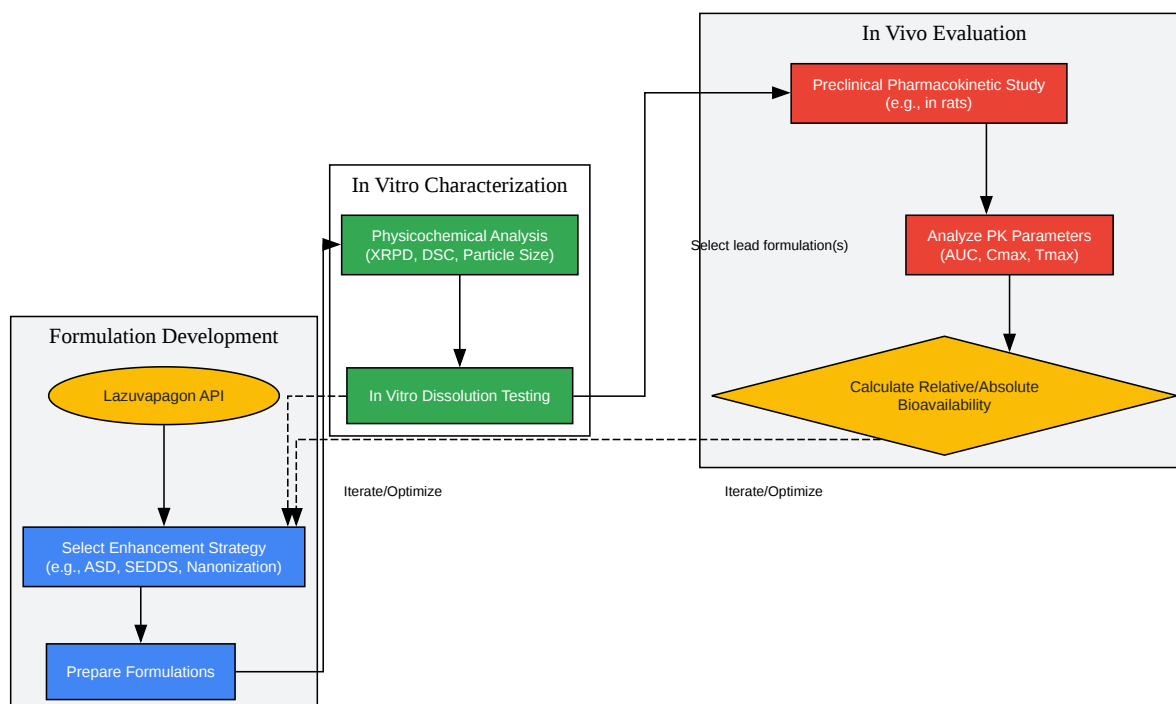 In Vivo Evaluation
Preclinical Pharmacokinetic Study
(e.g., in rats)
In Vitro Characterization
Physicochemical Analysis
(XRPD, DSC, Particle Size)
Select lead formulation(s)
Analyze PK Parameters
(AUC, Cmax, Tmax)
Formulation Development
Lazuvapagon API
In Vitro Dissolution Testing
Calculate Relative/Absolute
Bioavailability
Iterate/Optimize
Iterate/Optimize
Select Enhancement Strategy
(e.g., ASD, SEDDS, Nanonization)
Prepare Formulations